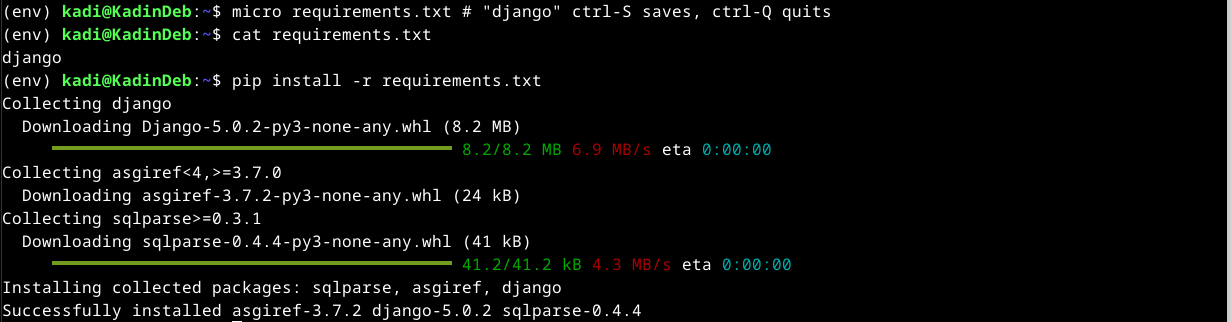 (env) kadi@KadinDeb:~$ micro requirements.txt # "django" ctrl-S saves, ctrl-Q quits
(env) kadi@KadinDeb:~$ cat requirements.txt
django
(env) kadi@KadinDeb:~$ pip install -r requirements.txt
Collecting django
  Downloading Django-5.0.2-py3-none-any.whl (8.2 MB)
8.2/8.2 MB 6.9 MB/s eta 0:00:00
Collecting asgiref<4,>=3.7.0
  Downloading asgiref-3.7.2-py3-none-any.whl (24 kB)
Collecting sqlparse>=0.3.1
  Downloading sqlparse-0.4.4-py3-none-any.whl (41 kB)
41.2/41.2 kB 4.3 MB/s eta 0:00:00
Installing collected packages: sqlparse, asgiref, django
Successfully installed asgiref-3.7.2 django-5.0.2 sqlparse-0.4.4